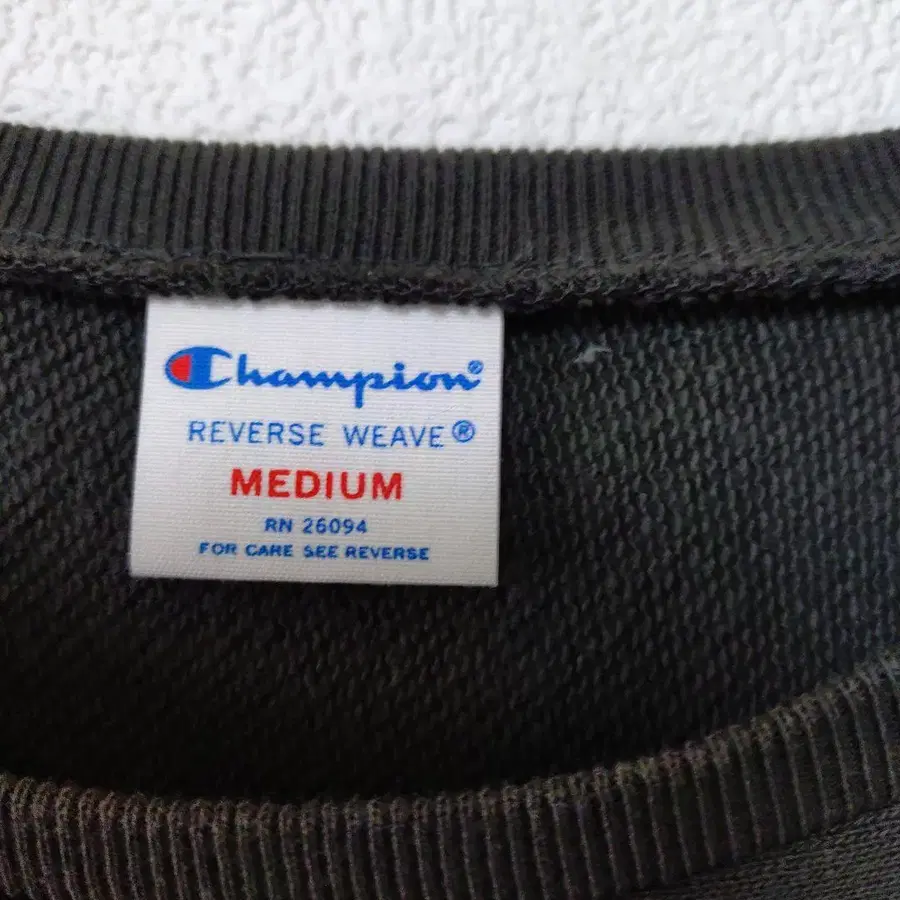 Champion®
REVERSE WEAVE®
MEDIUM
RN 26094
FOR CARE SEE REVERSE